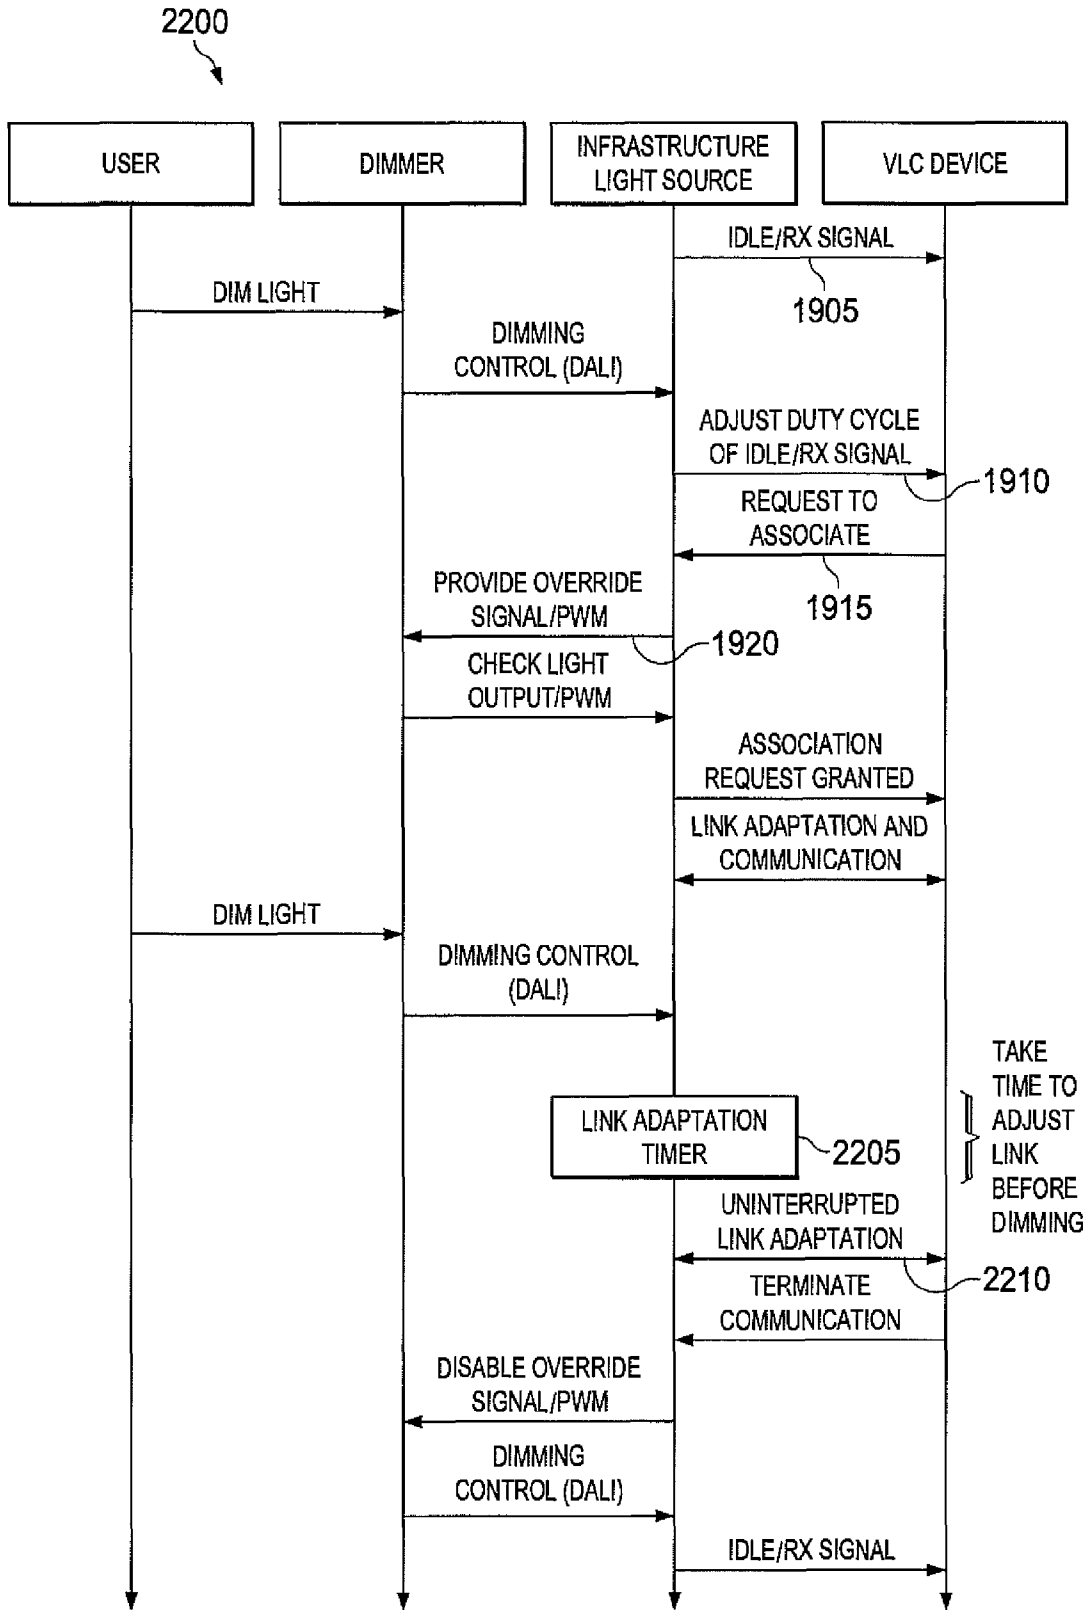 2200
USER
DIMMER
INFRASTRUCTURE
LIGHT SOURCE
VLC DEVICE
IDLE/RX SIGNAL
1905
DIM LIGHT
DIMMING
CONTROL (DALI)
ADJUST DUTY CYCLE
OF IDLE/RX SIGNAL
1910
REQUEST TO
ASSOCIATE
1915
PROVIDE OVERRIDE
SIGNAL/PWM
1920
CHECK LIGHT
OUTPUT/PWM
ASSOCIATION
REQUEST GRANTED
LINK ADAPTATION AND
COMMUNICATION
DIM LIGHT
DIMMING CONTROL
(DALI)
LINK ADAPTATION
TIMER
2205
TAKE
TIME TO
ADJUST
LINK
BEFORE
DIMMING
UNINTERRUPTED
LINK ADAPTATION
2210
TERMINATE
COMMUNICATION
DISABLE OVERRIDE
SIGNAL/PWM
DIMMING
CONTROL (DALI)
IDLE/RX SIGNAL